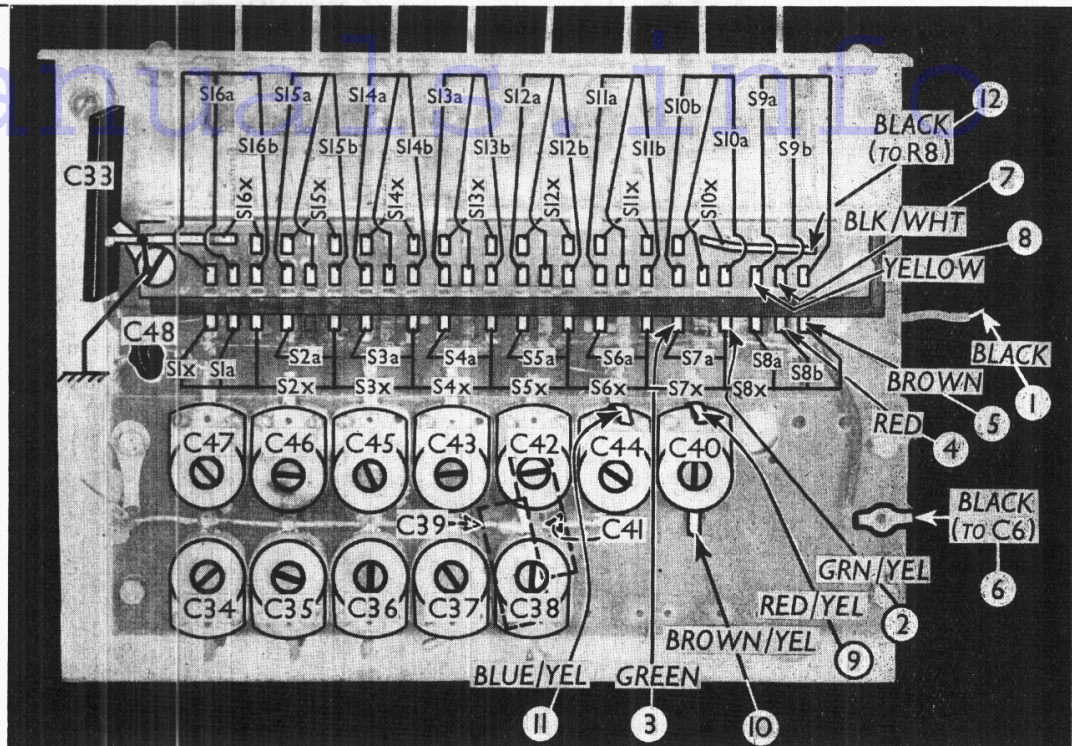 anuals.info
S16a S15a S14a S13a S12a S11a S10b S9a
12
BLACK
(TO R8)
S16b S15b S14b S13b S12b S11b S10a S9b
C33
7
BLK/WHT
S16x S15x S14x S13x S12x S11x S10x
8
YELLOW
C48
S1x S1a S2a S3a S4a S5a S6a S7a S8a
BLACK
1
S2x S3x S4x S5x S6x S7x S8x S8b
BROWN
5
RED
4
C47 C46 C45 C43 C42 C44 C40
C39 C41
BLACK
(TO C6)
6
C34 C35 C36 C37 C38
GRN/YEL
2
RED/YEL
9
BROWN/YEL
10
BLUE/YEL
11
GREEN
3